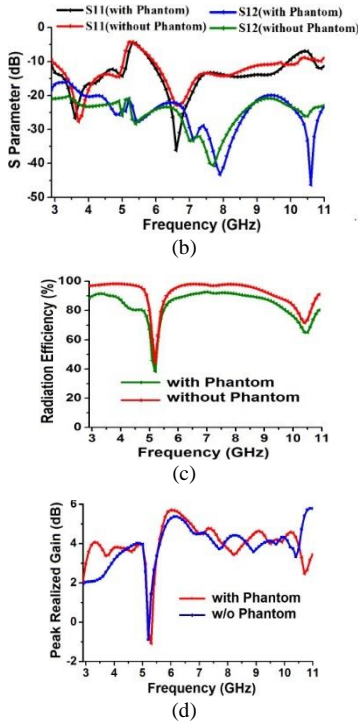 S11(with Phantom) S12(with Phantom)
S11(without Phantom) S12(without Phantom)
S Parameter (dB)
0
-10
-20
-30
-40
-50
3 4 5 6 7 8 9 10 11
Frequency (GHz)
(b)
Radiation Efficiency (%)
100
80
60
40
20
0
with Phantom
without Phantom
3 4 5 6 7 8 9 10 11
Frequency (GHz)
(c)
Peak Realized Gain (dB)
6
4
2
0
-2
with Phantom
w/o Phantom
3 4 5 6 7 8 9 10 11
Frequency (GHz)
(d)